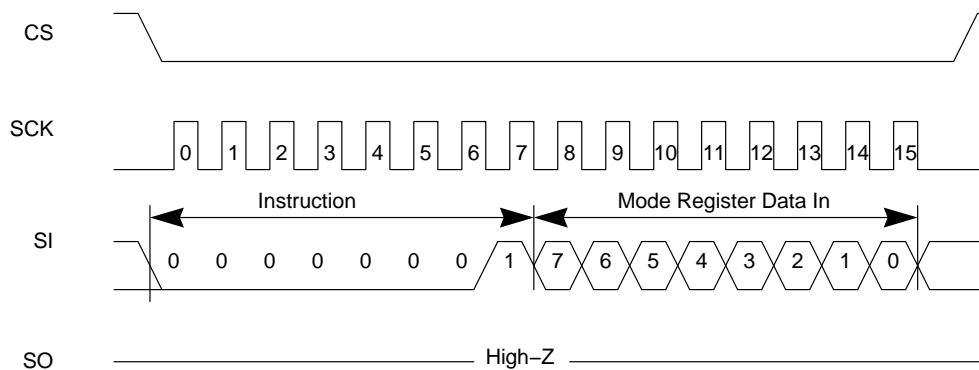 CS
SCK
0 1 2 3 4 5 6 7 8 9 10 11 12 13 14 15
Instruction Mode Register Data In
SI
0 0 0 0 0 0 0 1 7 6 5 4 3 2 1 0
SO
High−Z